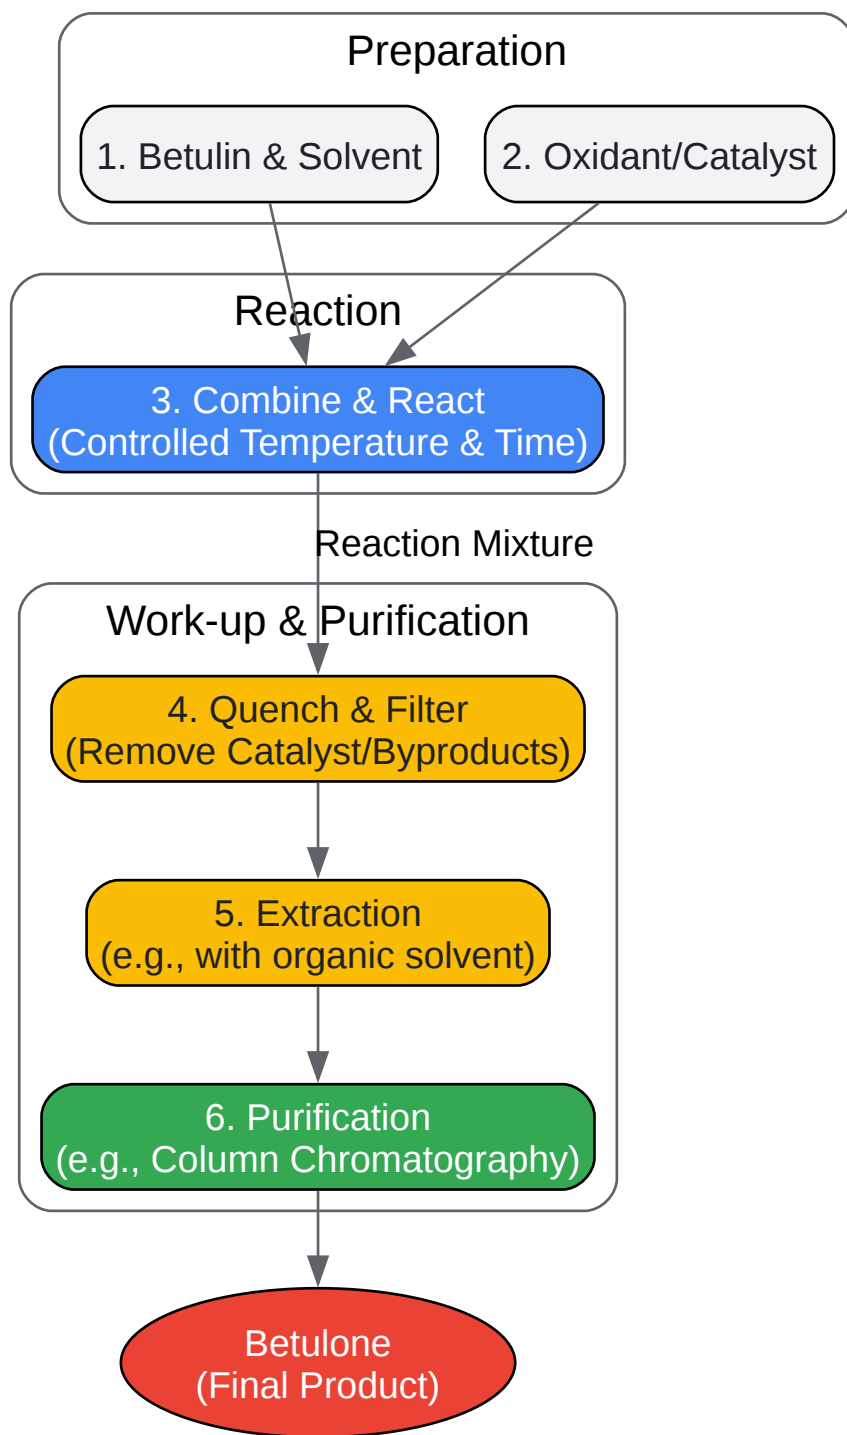 Preparation
1. Betulin & Solvent
2. Oxidant/Catalyst
Reaction
3. Combine & React
(Controlled Temperature & Time)
Reaction Mixture
Work-up & Purification
4. Quench & Filter
(Remove Catalyst/Byproducts)
5. Extraction
(e.g., with organic solvent)
6. Purification
(e.g., Column Chromatography)
Betulone
(Final Product)